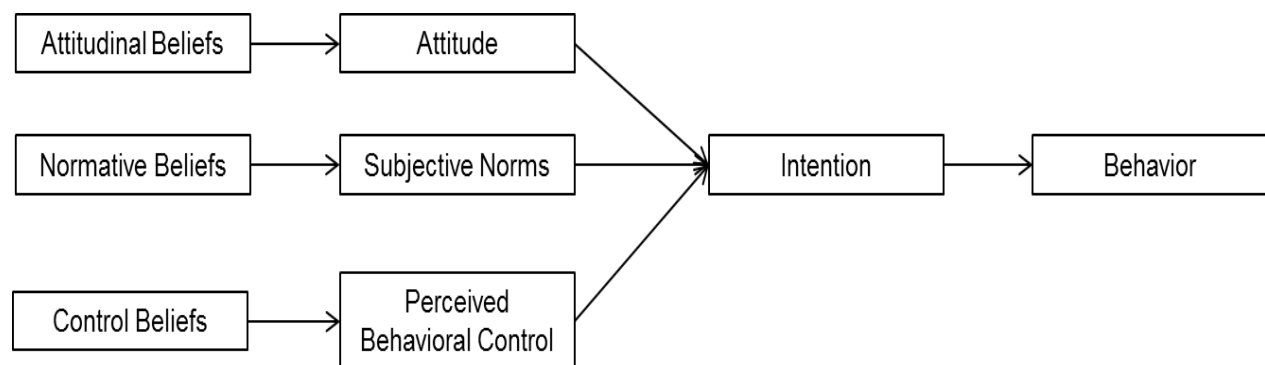 Attitudinal Beliefs
Attitude
Normative Beliefs
Subjective Norms
Intention
Behavior
Control Beliefs
Perceived
Behavioral Control